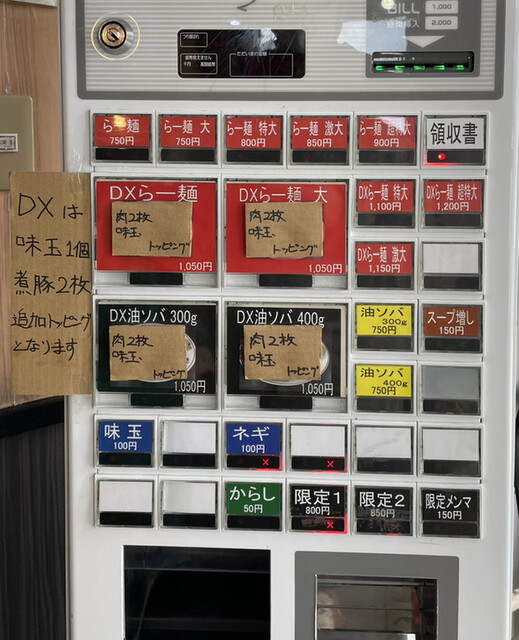 BILL
1,000
2,000
つり銭切れ
ただいまの金額
らー麺
750円
らー麺 大
750円
らー麺 特大
800円
らー麺 激大
850円
らー麺 超特大
900円
領収書
DXらー麺
肉2枚
味玉
トッピング
1,050円
DXらー麺 大
肉2枚
味玉
トッピング
1,050円
DXらー麺 特大
1,100円
DXらー麺 超特大
1,200円
DXらー麺 激大
1,150円
DXは
味玉1個
煮豚2枚
追加トッピング
となります
DX油ソバ 300g
肉2枚
味玉
トッピング
1,050円
DX油ソバ 400g
肉2枚
味玉
トッピング
1,050円
油ソバ
300g
750円
スープ増し
150円
油ソバ
400g
750円
味玉
100円
ネギ
100円
からし
50円
限定1
800円
限定2
850円
限定メンマ
150円